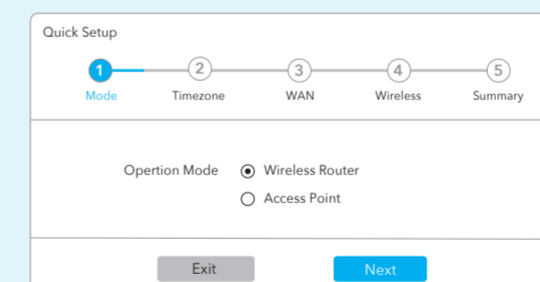 Quick Setup
1 2 3 4 5
Mode Timezone WAN Wireless Summary
Opertion Mode Wireless Router
Access Point
Exit Next